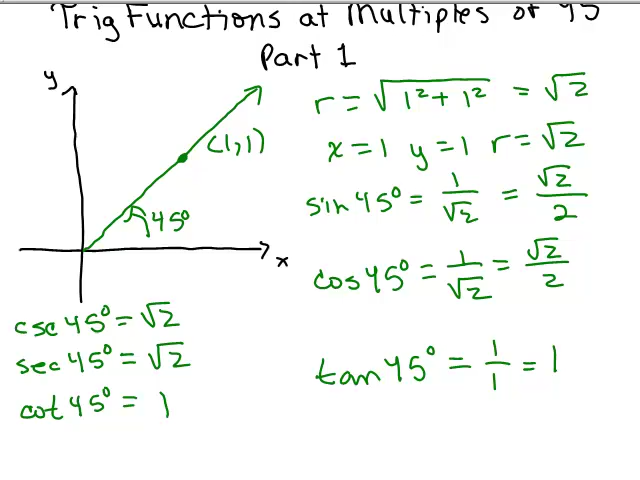 Trig Functions at Multiples of 45
Part 1
y
(1,1)
45°
x
r = √(1² + 1²) = √2
x = 1 y = 1 r = √2
sin 45° = 1/√2 = √2/2
cos 45° = 1/√2 = √2/2
tan 45° = 1/1 = 1
csc 45° = √2
sec 45° = √2
cot 45° = 1